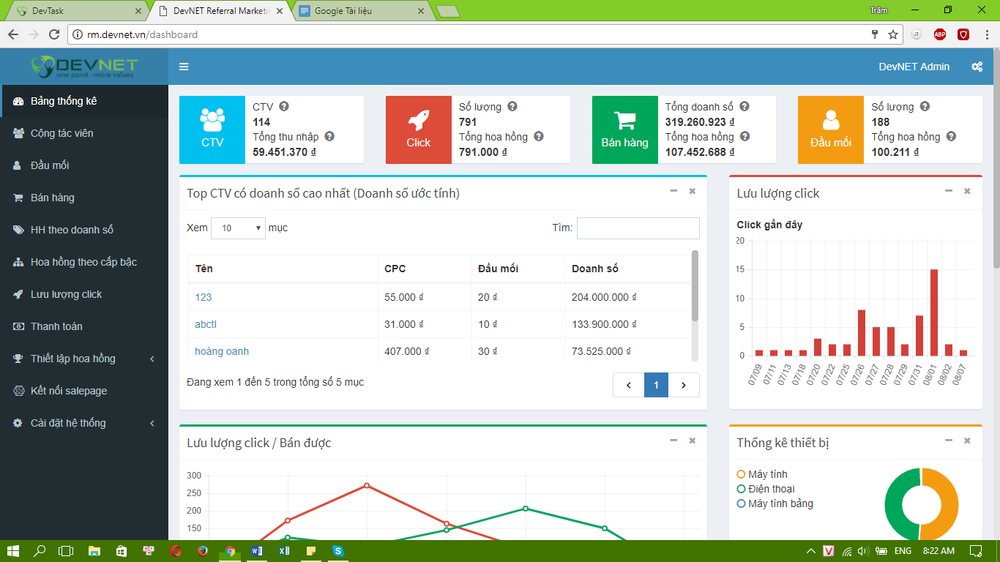 DevTask
DevNET Referral Marketin
Google Tài liệu
Trâm
rm.devnet.vn/dashboard
ABP
DEVNET
one point - more values
DevNET Admin
Bảng thống kê
Cộng tác viên
Đầu mối
Bán hàng
HH theo doanh số
Hoa hồng theo cấp bậc
Lưu lượng click
Thanh toán
Thiết lập hoa hồng
Kết nối salepage
Cài đặt hệ thống
CTV
CTV
114
Tổng thu nhập
59.451.370 ₫
Click
Số lượng
791
Tổng hoa hồng
791.000 ₫
Bán hàng
Tổng doanh số
319.260.923 ₫
Tổng hoa hồng
107.452.688 ₫
Đầu mối
Số lượng
188
Tổng hoa hồng
100.211 ₫
Top CTV có doanh số cao nhất (Doanh số ước tính)
Xem 10 mục
Tìm:
Tên CPC Đầu mối Doanh số
123 55.000 ₫ 20 ₫ 204.000.000 ₫
abctl 31.000 ₫ 10 ₫ 133.900.000 ₫
hoàng oanh 407.000 ₫ 30 ₫ 73.525.000 ₫
Đang xem 1 đến 5 trong tổng số 5 mục
1
Lưu lượng click
Click gần đây
20
15
10
5
0
07/09 07/11 07/13 07/18 07/20 07/22 07/25 07/26 07/27 07/28 07/29 07/31 08/01 08/02 08/07
Lưu lượng click / Bán được
300
250
200
150
Thống kê thiết bị
Máy tính
Điện thoại
Máy tính bảng
ENG
8:22 AM